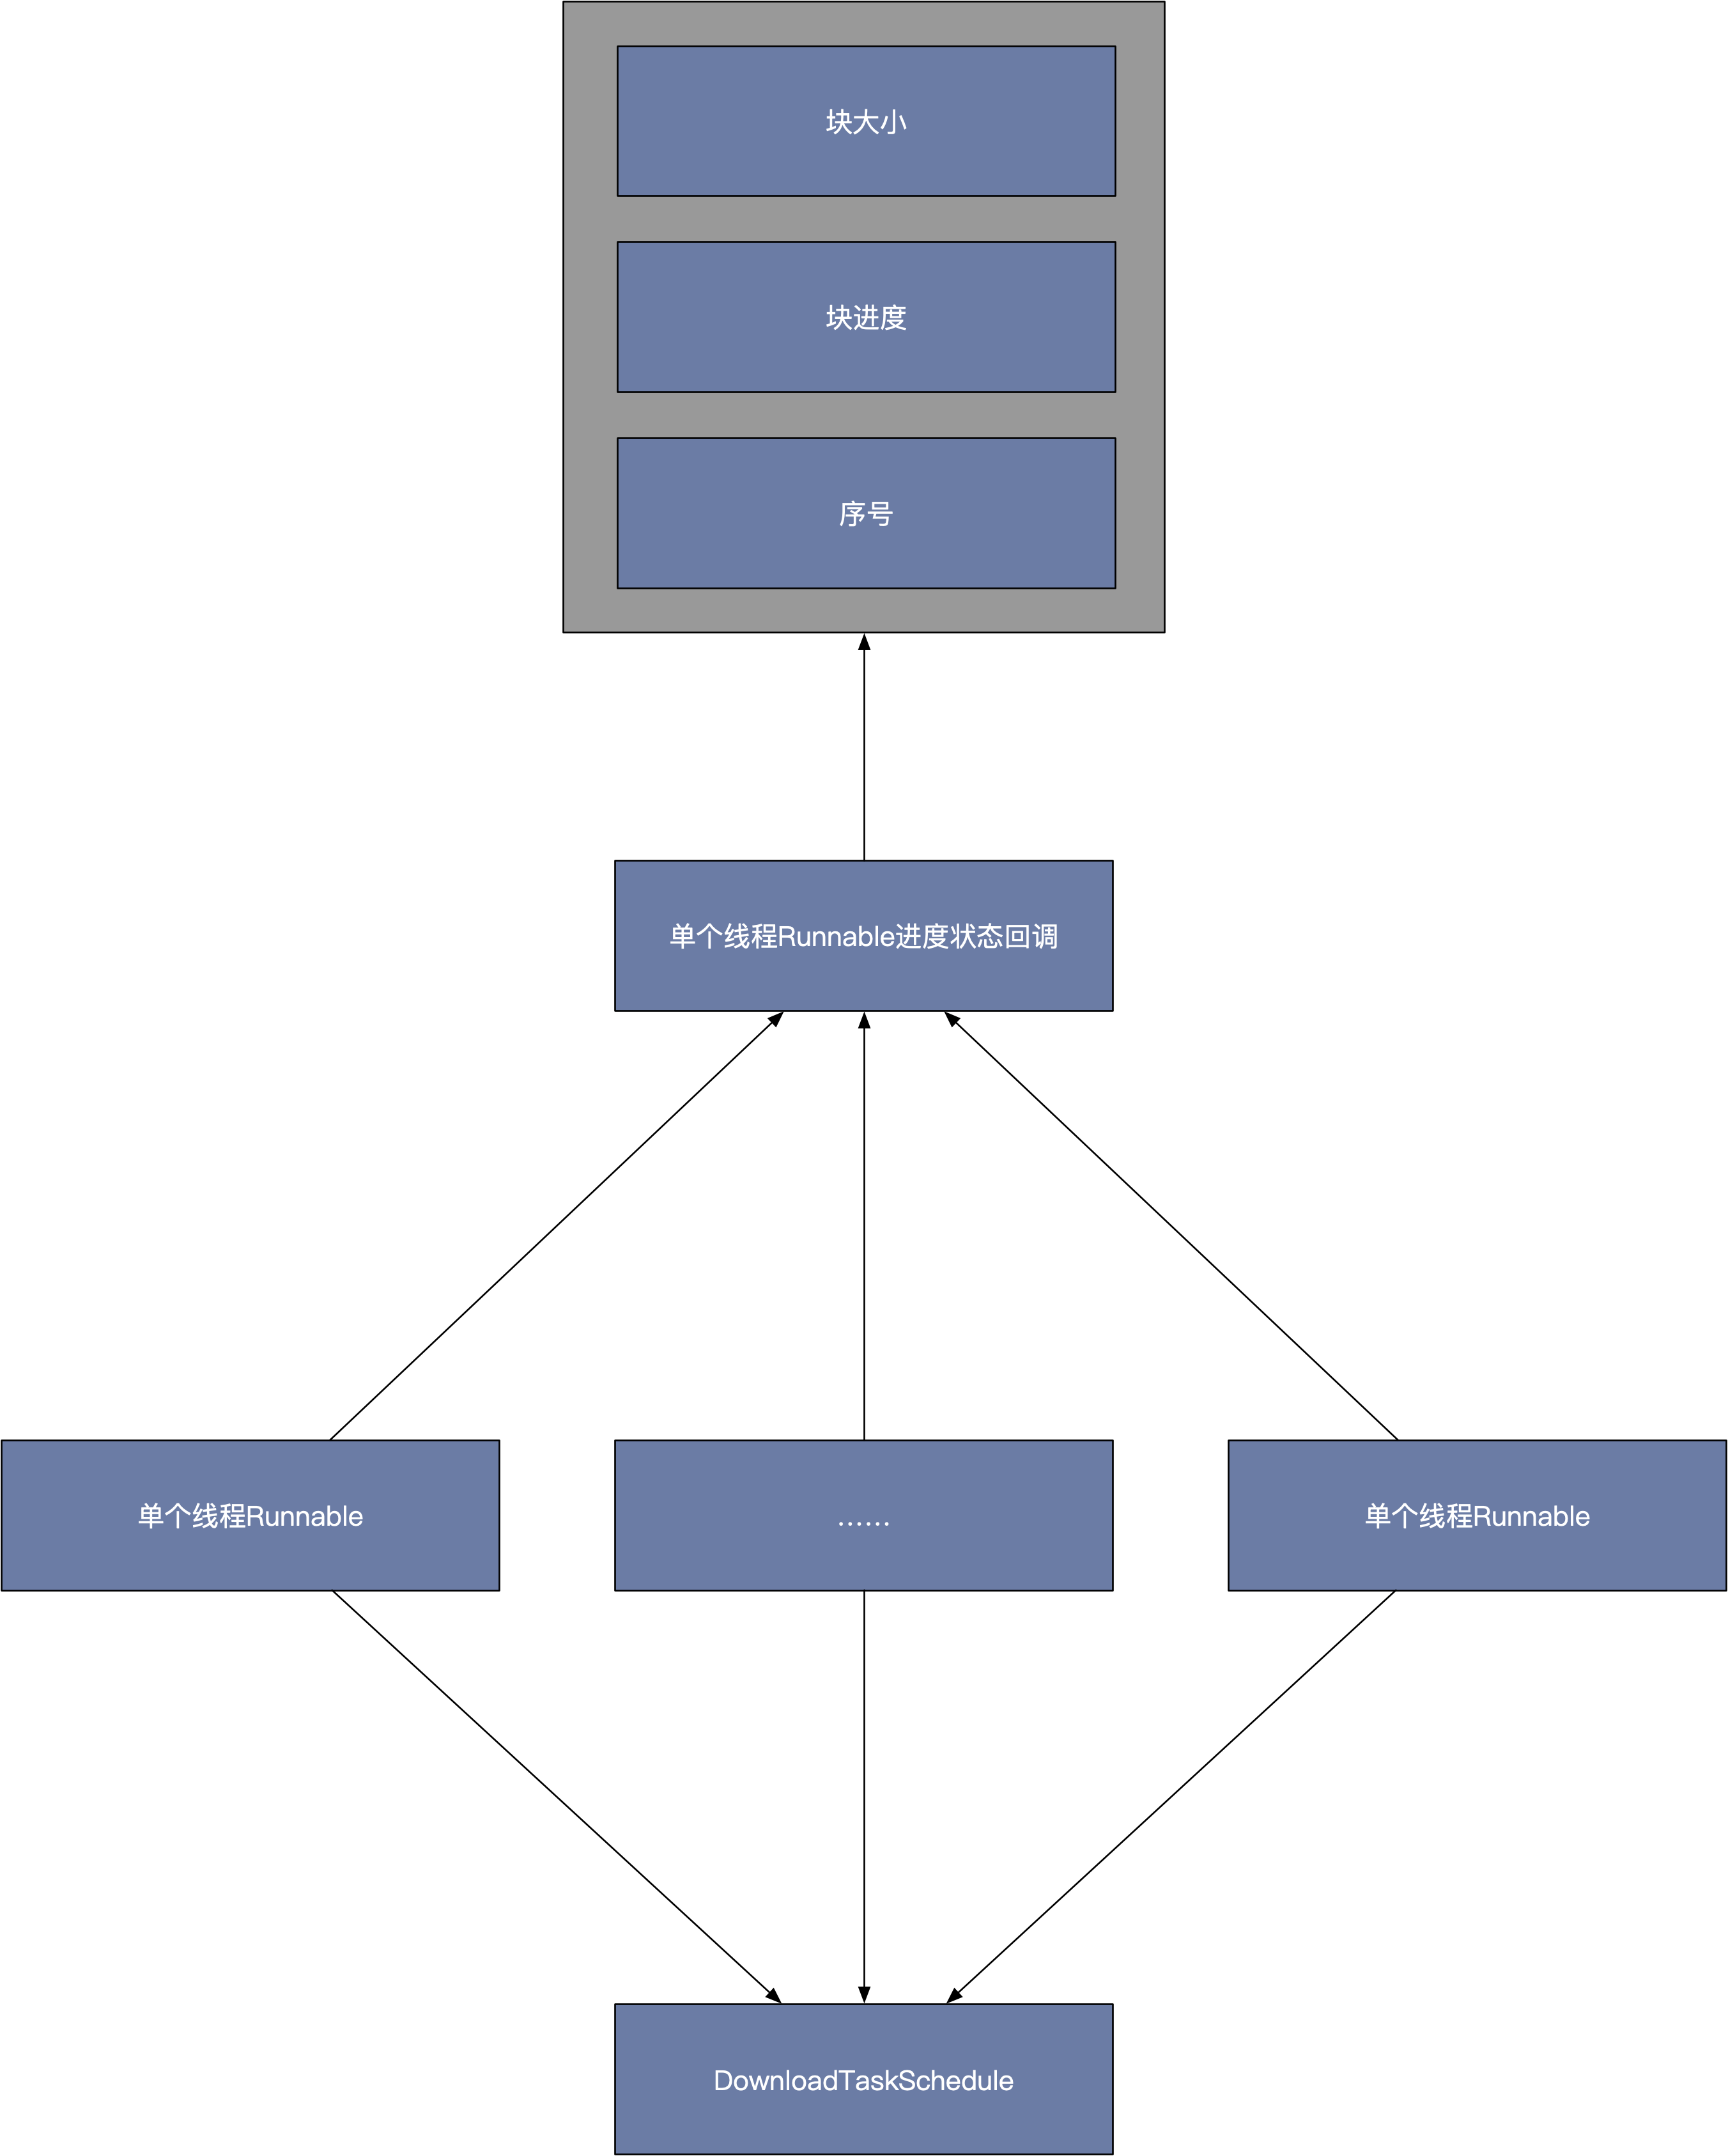 块大小
块进度
序号
单个线程Runnable进度状态回调
单个线程Runnable
......
单个线程Runnable
DownloadTaskSchedule